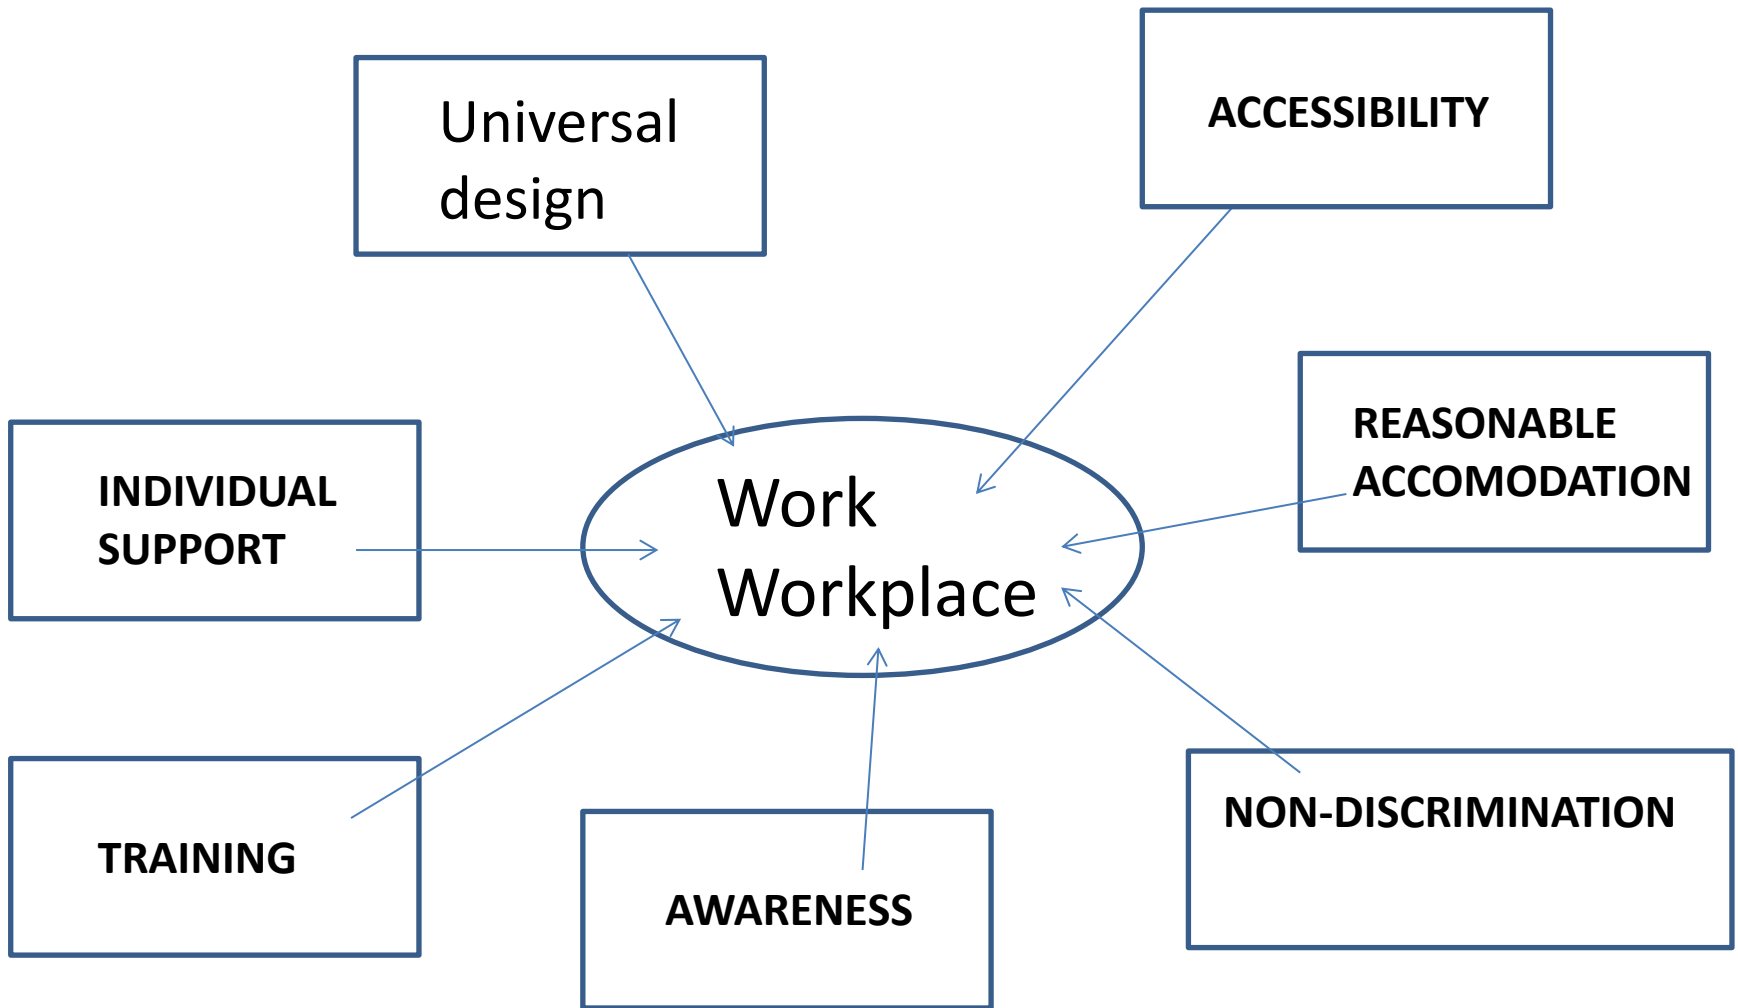 Universal
design
ACCESSIBILITY
REASONABLE
ACCOMODATION
INDIVIDUAL
SUPPORT
Work
Workplace
TRAINING
AWARENESS
NON-DISCRIMINATION